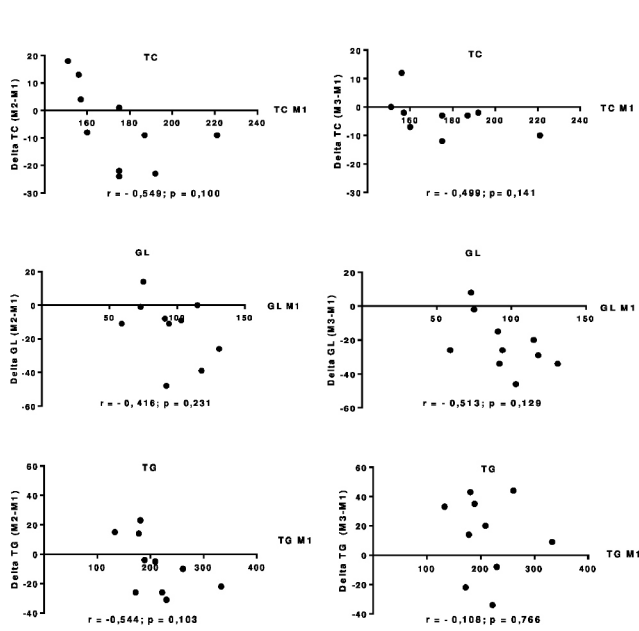 TC
Delta TC (M2-M1)
20
10
0
-10
-20
-30
160
180
200
220
240
TC M1
r = - 0,549; p = 0,100
TC
Delta TC (M3-M1)
20
10
0
-10
-20
-30
160
180
200
220
240
TC M1
r = - 0,499; p = 0,141
GL
Delta GL (M2-M1)
20
0
-20
-40
-60
50
100
150
GL M1
r = - 0, 416; p = 0,231
GL
Delta GL (M3-M1)
20
0
-20
-40
-60
50
100
150
GL M1
r = - 0,513; p = 0,129
TG
Delta TG (M2-M1)
60
40
20
0
-20
-40
100
200
300
400
TG M1
r = -0,544; p = 0,103
TG
Delta TG (M3-M1)
60
40
20
0
-20
-40
100
200
300
400
TG M1
r = - 0,108; p = 0,766